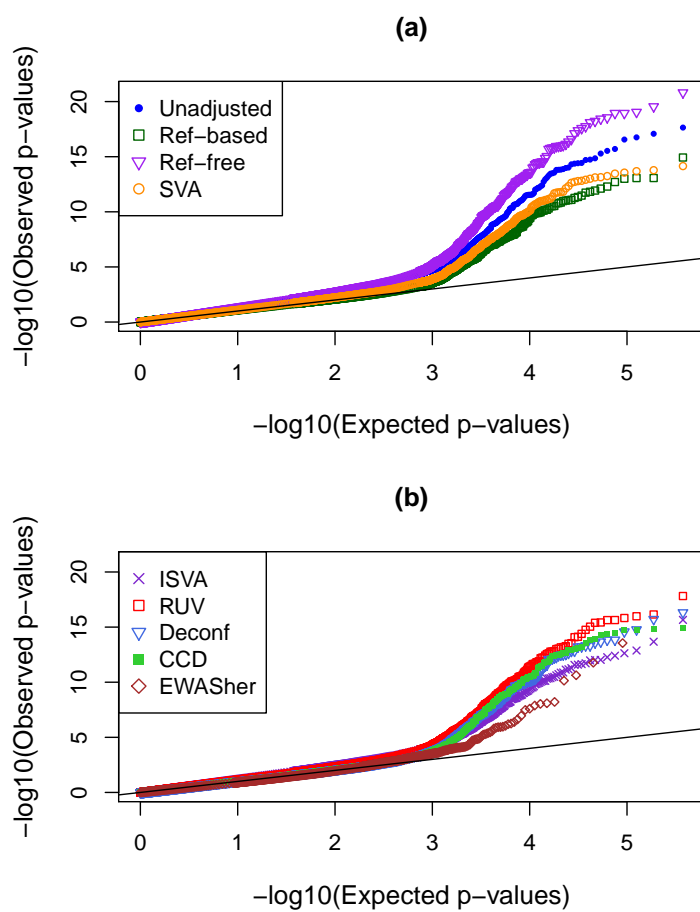 (a)
−log10(Observed p−values)
20
15
10
5
0
Unadjusted
Ref−based
Ref−free
SVA
0 1 2 3 4 5
−log10(Expected p−values)
(b)
−log10(Observed p−values)
20
15
10
5
0
ISVA
RUV
Deconf
CCD
EWASher
0 1 2 3 4 5
−log10(Expected p−values)